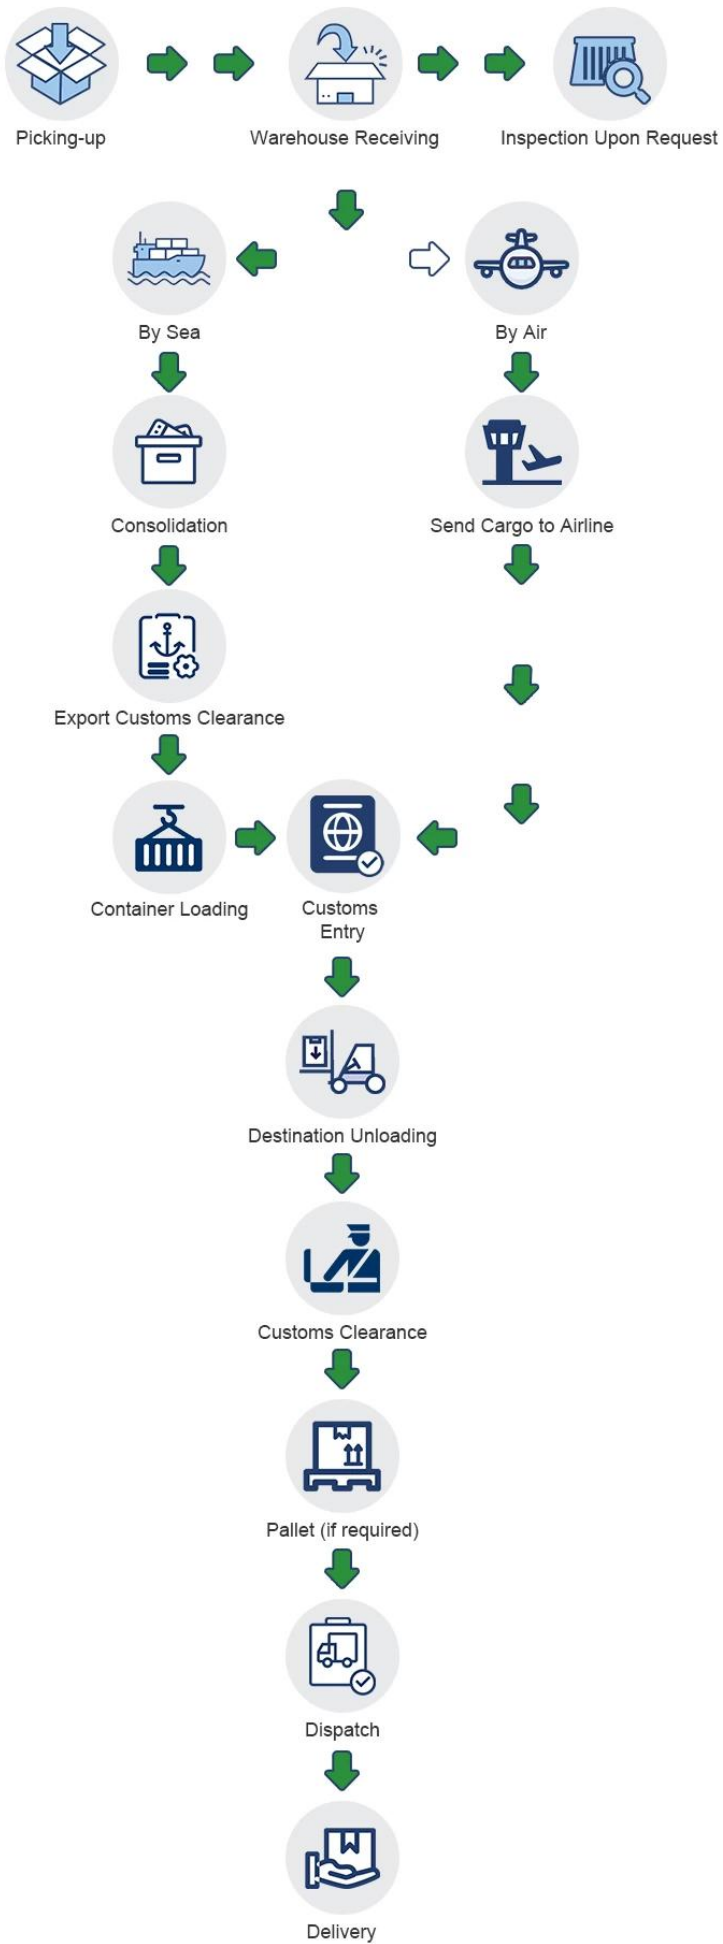 Picking-up
Warehouse Receiving
Inspection Upon Request
By Sea
By Air
Consolidation
Send Cargo to Airline
Export Customs Clearance
Container Loading
Customs
Entry
Destination Unloading
Customs Clearance
Pallet (if required)
Dispatch
Delivery